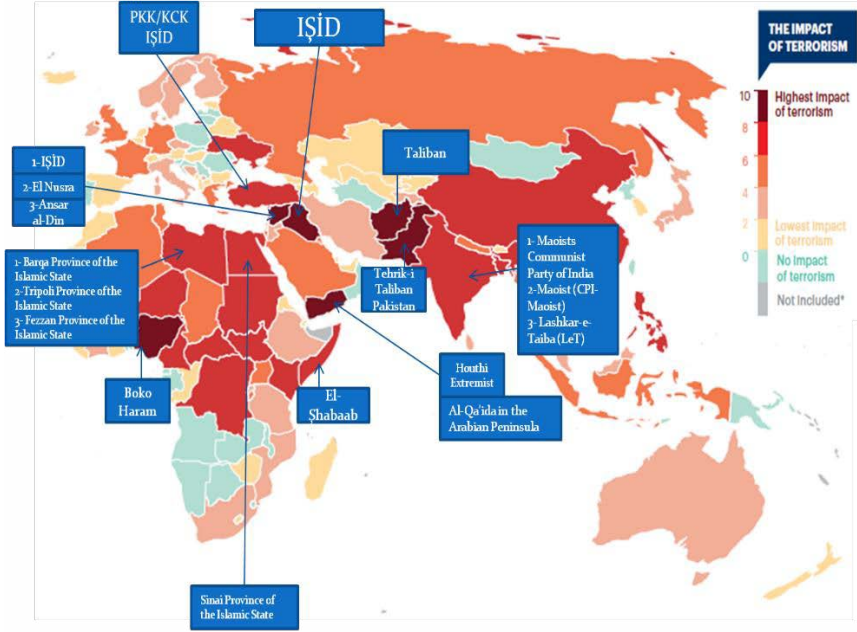 PKK/KCK
IŞİD
IŞİD
THE IMPACT
OF TERRORISM
10
Highest impact
of terrorism
8
6
4
2
Lowest impact
of terrorism
0
No impact
of terrorism
Not included*
Taliban
1-IŞİD
2-El Nusra
3-Ansar
al-Din
1- Barqa Province of the
Islamic State
2-Tripoli Province of the
Islamic State
3- Fezzan Province of the
Islamic State
Tehrik-i
Taliban
Pakistan
1- Maoists
Communist
Party of India
2-Maoist (CPI-
Maoist)
3- Lashkar-e-
Taiba (LeT)
Boko
Haram
El-
Şhabaab
Houthi
Extremist
Al-Qa'ida in the
Arabian Peninsula
Sinai Province of
the Islamic State